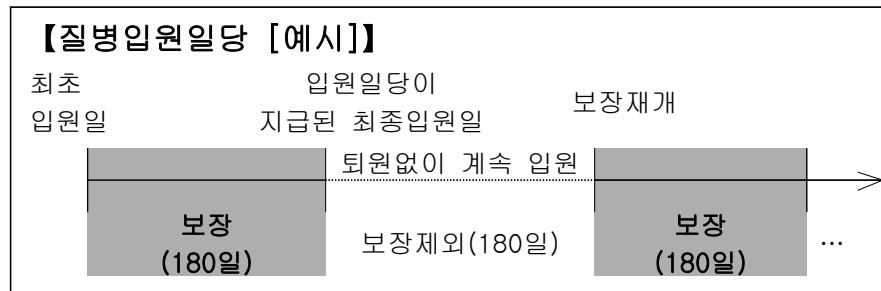 【질병입원일당 [예시]】
최초
입원일
입원일당이
지급된 최종입원일
보장재개
퇴원없이 계속 입원
보장
(180일)
보장제외(180일)
보장
(180일)
…